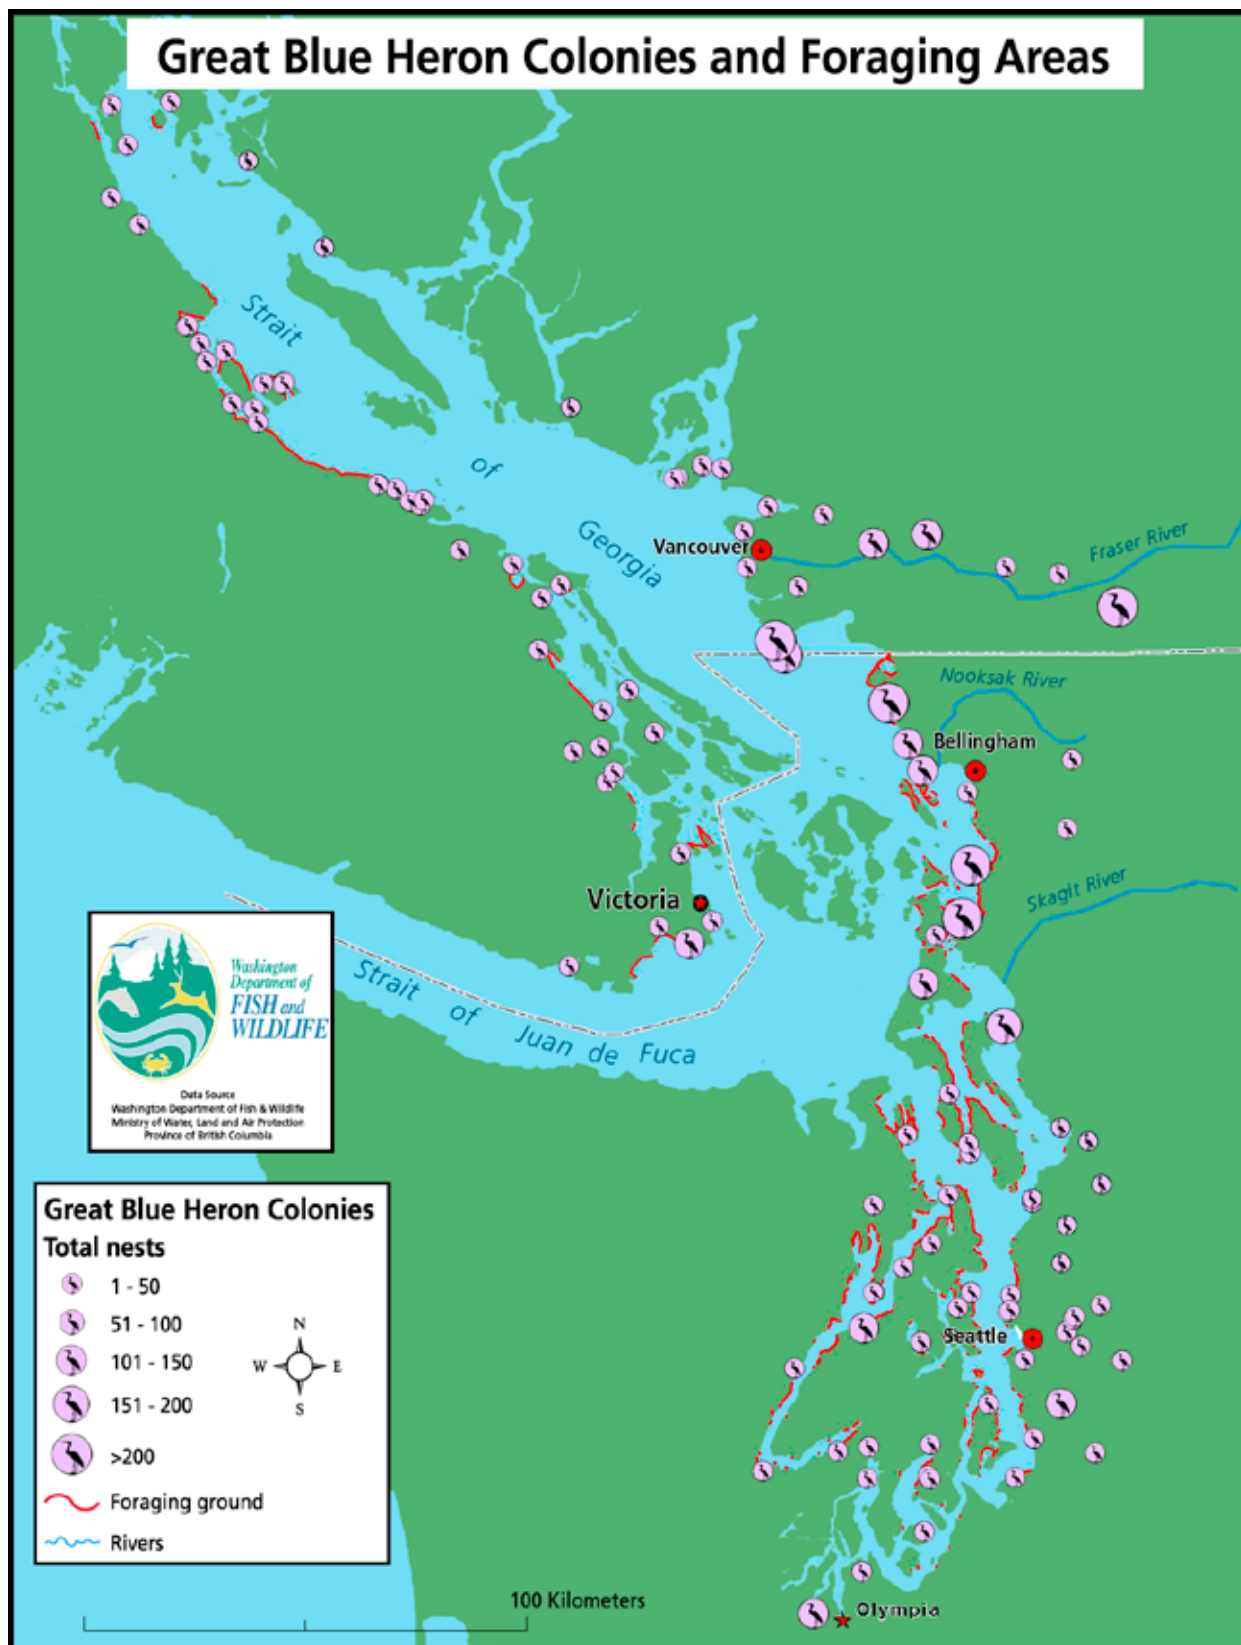 Great Blue Heron Colonies and Foraging Areas
Strait
of
Georgia
Vancouver
Fraser River
Nooksak River
Bellingham
Skagit River
Victoria
Strait of Juan de Fuca
Washington
Department of
FISH and
WILDLIFE
Data Source
Washington Department of Fish & Wildlife
Ministry of Water, Land and Air Protection
Province of British Columbia
Great Blue Heron Colonies
Total nests
1 - 50
51 - 100
101 - 150
151 - 200
>200
Foraging ground
Rivers
N
W E
S
Seattle
100 Kilometers
Olympia